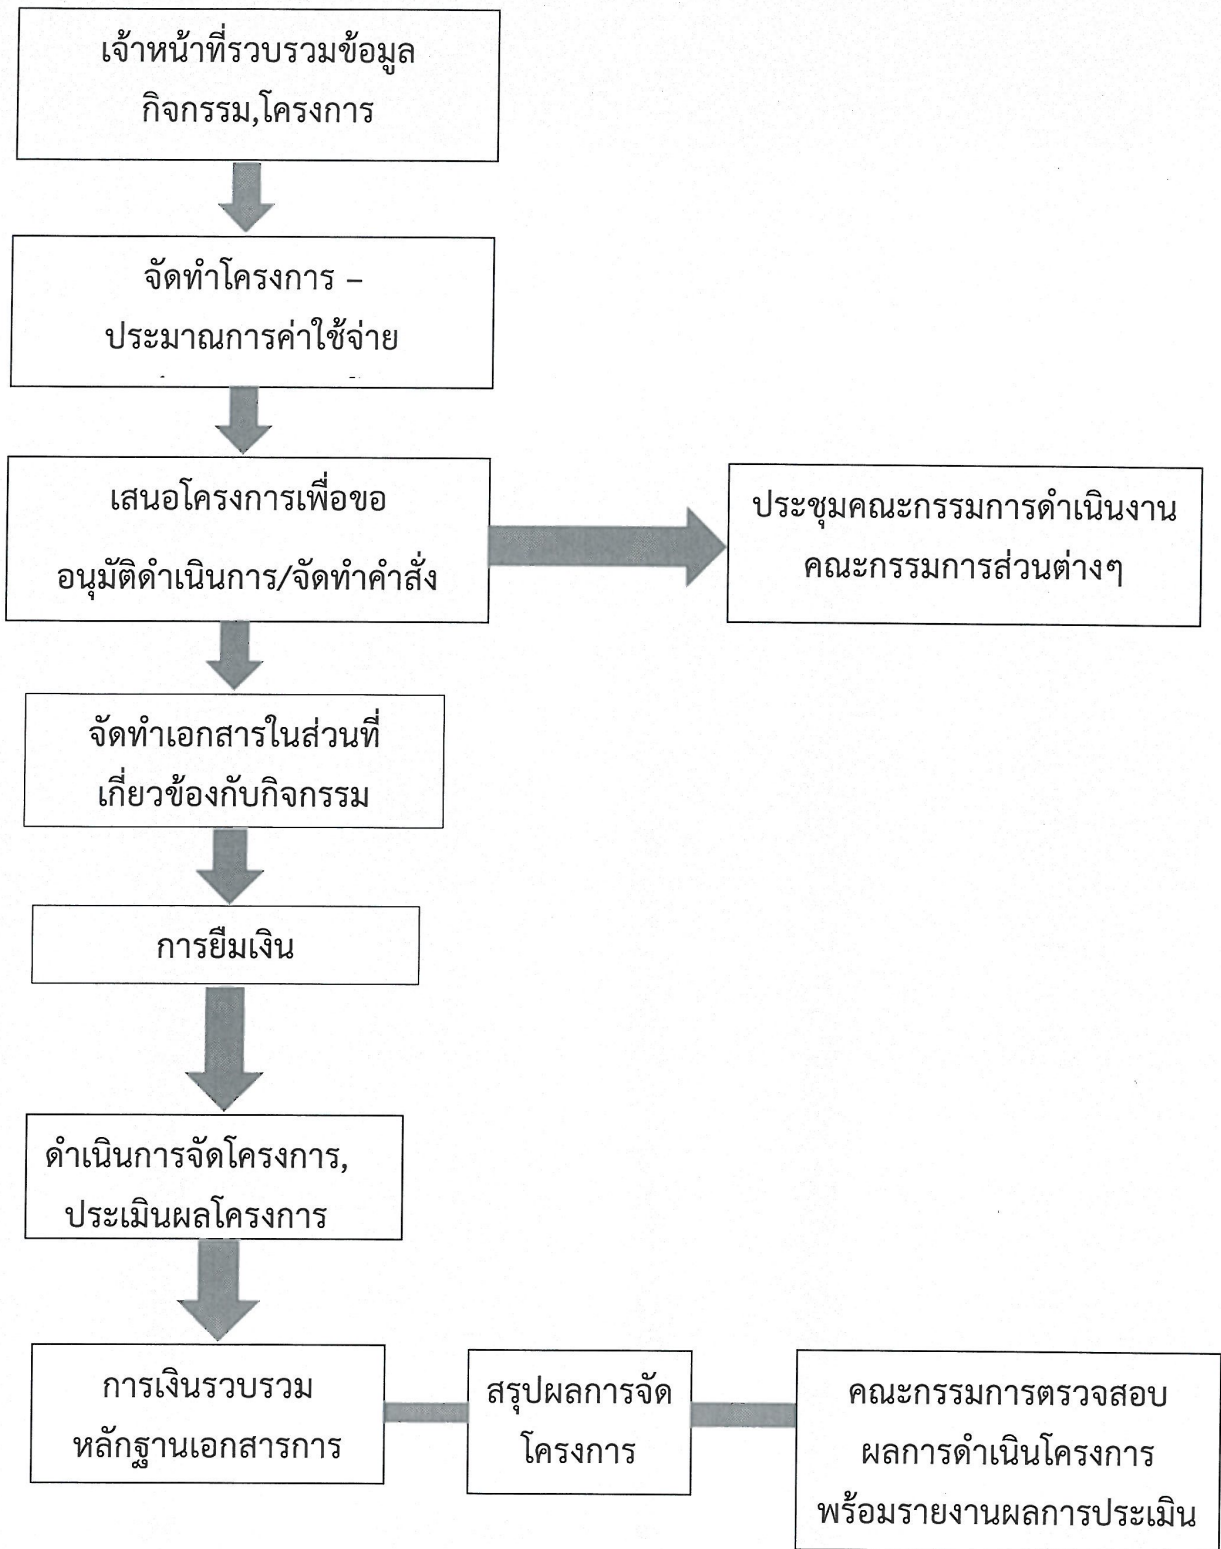 เจ้าหน้าที่รวบรวมข้อมูล
กิจกรรม,โครงการ
จัดทำโครงการ –
ประมาณการค่าใช้จ่าย
เสนอโครงการเพื่อขอ
อนุมัติดำเนินการ/จัดทำคำสั่ง
ประชุมคณะกรรมการดำเนินงาน
คณะกรรมการส่วนต่างๆ
จัดทำเอกสารในส่วนที่
เกี่ยวข้องกับกิจกรรม
การยืมเงิน
ดำเนินการจัดโครงการ,
ประเมินผลโครงการ
การเงินรวบรวม
หลักฐานเอกสารการ
สรุปผลการจัด
โครงการ
คณะกรรมการตรวจสอบ
ผลการดำเนินโครงการ
พร้อมรายงานผลการประเมิน